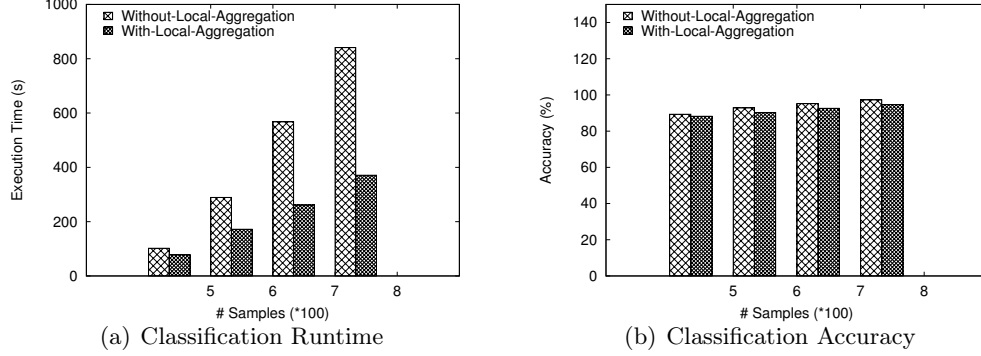 1000
800
600
400
200
0
Execution Time (s)
Without-Local-Aggregation
With-Local-Aggregation
5 6 7 8
# Samples (*100)
(a) Classification Runtime
140
120
100
80
60
40
20
0
Accuracy (%)
Without-Local-Aggregation
With-Local-Aggregation
5 6 7 8
# Samples (*100)
(b) Classification Accuracy